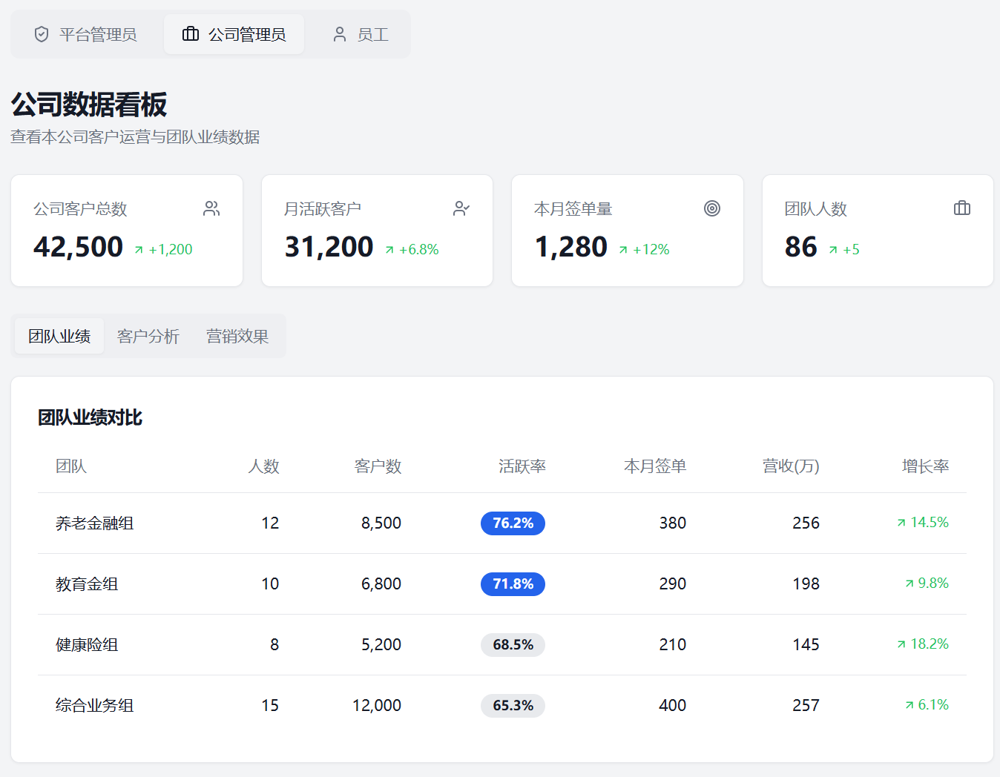 平台管理员 公司管理员 员工
公司数据看板
查看本公司客户运营与团队业绩数据
公司客户总数 月活跃客户 本月签单量 团队人数
42,500 +1,200 31,200 +6.8% 1,280 +12% 86 +5
团队业绩 客户分析 营销效果
团队业绩对比
团队 人数 客户数 活跃率 本月签单 营收(万) 增长率
养老金融组 12 8,500 76.2% 380 256 14.5%
教育金组 10 6,800 71.8% 290 198 9.8%
健康险组 8 5,200 68.5% 210 145 18.2%
综合业务组 15 12,000 65.3% 400 257 6.1%